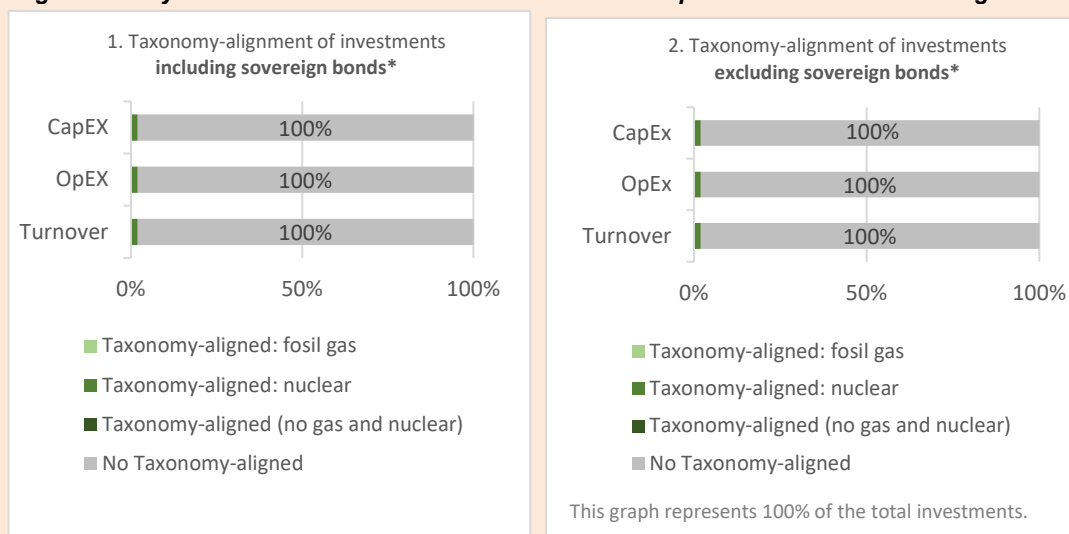 1. Taxonomy-alignment of investments
including sovereign bonds*
CapEX
100%
OpEX
100%
Turnover
100%
0%
50%
100%
Taxonomy-aligned: fosil gas
Taxonomy-aligned: nuclear
Taxonomy-aligned (no gas and nuclear)
No Taxonomy-aligned
2. Taxonomy-alignment of investments
excluding sovereign bonds*
CapEx
100%
OpEx
100%
Turnover
100%
0%
50%
100%
Taxonomy-aligned: fosil gas
Taxonomy-aligned: nuclear
Taxonomy-aligned (no gas and nuclear)
No Taxonomy-aligned
This graph represents 100% of the total investments.